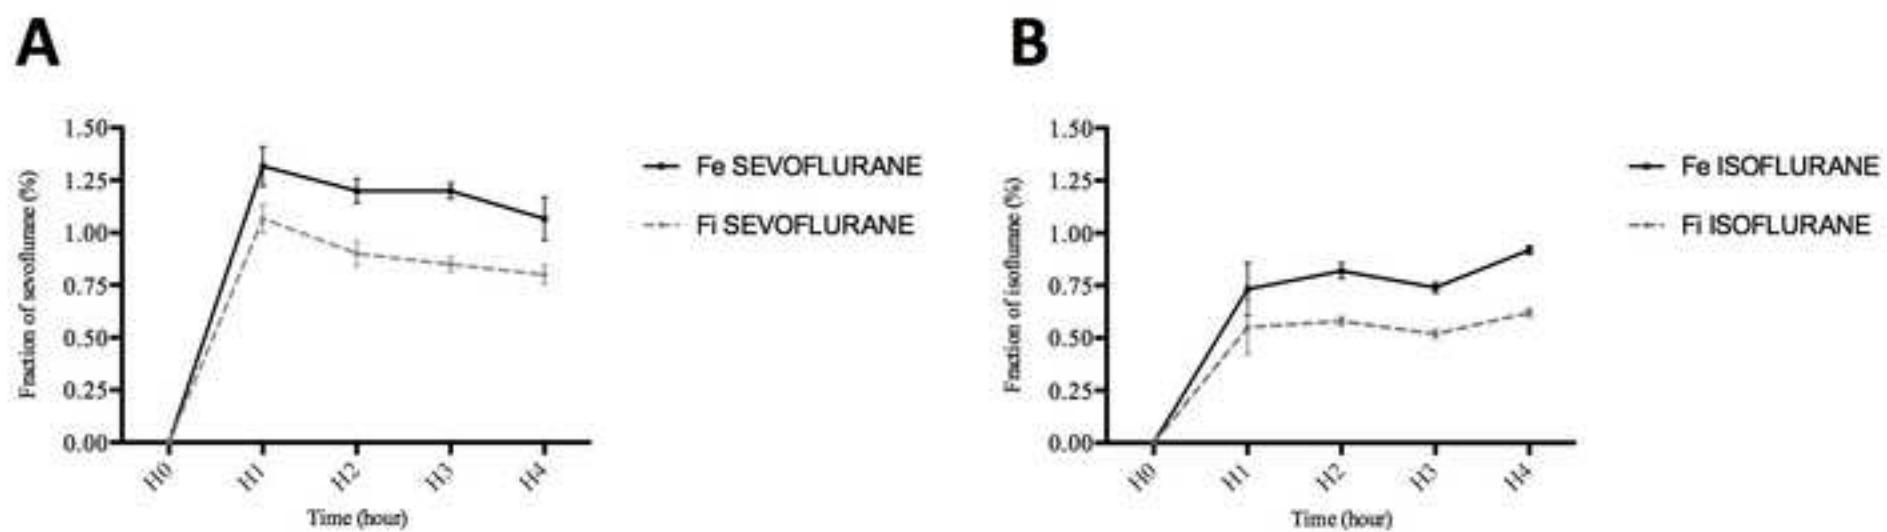 A
Fraction of sevoflurane (%)
1.50
1.25
1.00
0.75
0.50
0.25
0.00
H0
H1
H2
H3
H4
Time (hour)
Fe SEVOFLURANE
Fi SEVOFLURANE
B
Fraction of isoflurane (%)
1.50
1.25
1.00
0.75
0.50
0.25
0.00
H0
H1
H2
H3
H4
Time (hour)
Fe ISOFLURANE
Fi ISOFLURANE